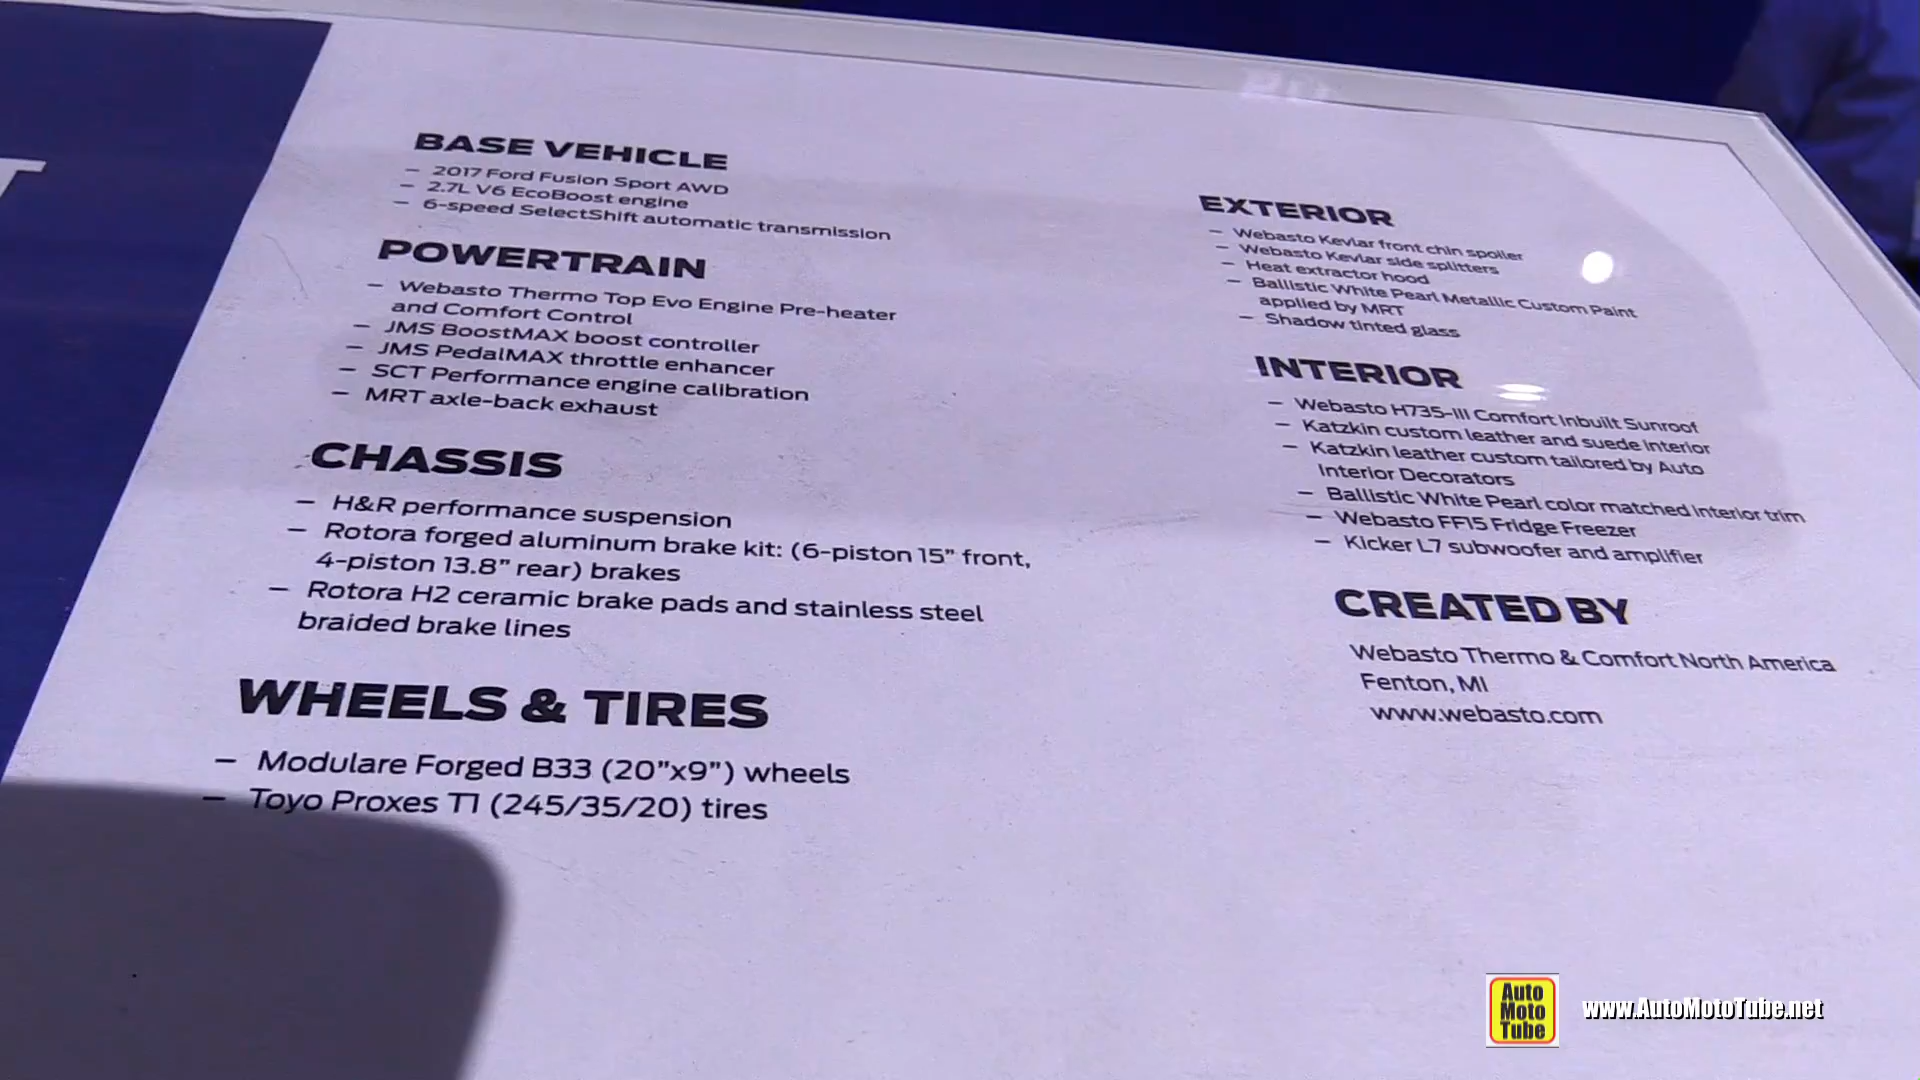 BASE VEHICLE
– 2017 Ford Fusion Sport AWD
– 2.7L V6 EcoBoost engine
– 6-speed SelectShift automatic transmission
POWERTRAIN
– Webasto Thermo Top Evo Engine Pre-heater
and Comfort Control
– JMS BoostMAX boost controller
– JMS PedalMAX throttle enhancer
– SCT Performance engine calibration
– MRT axle-back exhaust
CHASSIS
– H&R performance suspension
– Rotora forged aluminum brake kit: (6-piston 15” front,
4-piston 13.8” rear) brakes
– Rotora H2 ceramic brake pads and stainless steel
braided brake lines
WHEELS & TIRES
– Modulare Forged B33 (20”x9”) wheels
– Toyo Proxes T1 (245/35/20) tires
EXTERIOR
– Webasto Kevlar front chin spoiler
– Webasto Kevlar side splitters
– Heat extractor hood
– Ballistic White Pearl Metallic Custom Paint
applied by MRT
– Shadow tinted glass
INTERIOR
– Webasto H735-III Comfort Inbuilt Sunroof
– Katzkin custom leather and suede interior
– Katzkin leather custom tailored by Auto
Interior Decorators
– Ballistic White Pearl color matched interior trim
– Webasto FF15 Fridge Freezer
– Kicker L7 subwoofer and amplifier
CREATED BY
Webasto Thermo & Comfort North America
Fenton, MI
www.webasto.com
Auto
Moto
Tube
www.AutoMotoTube.net